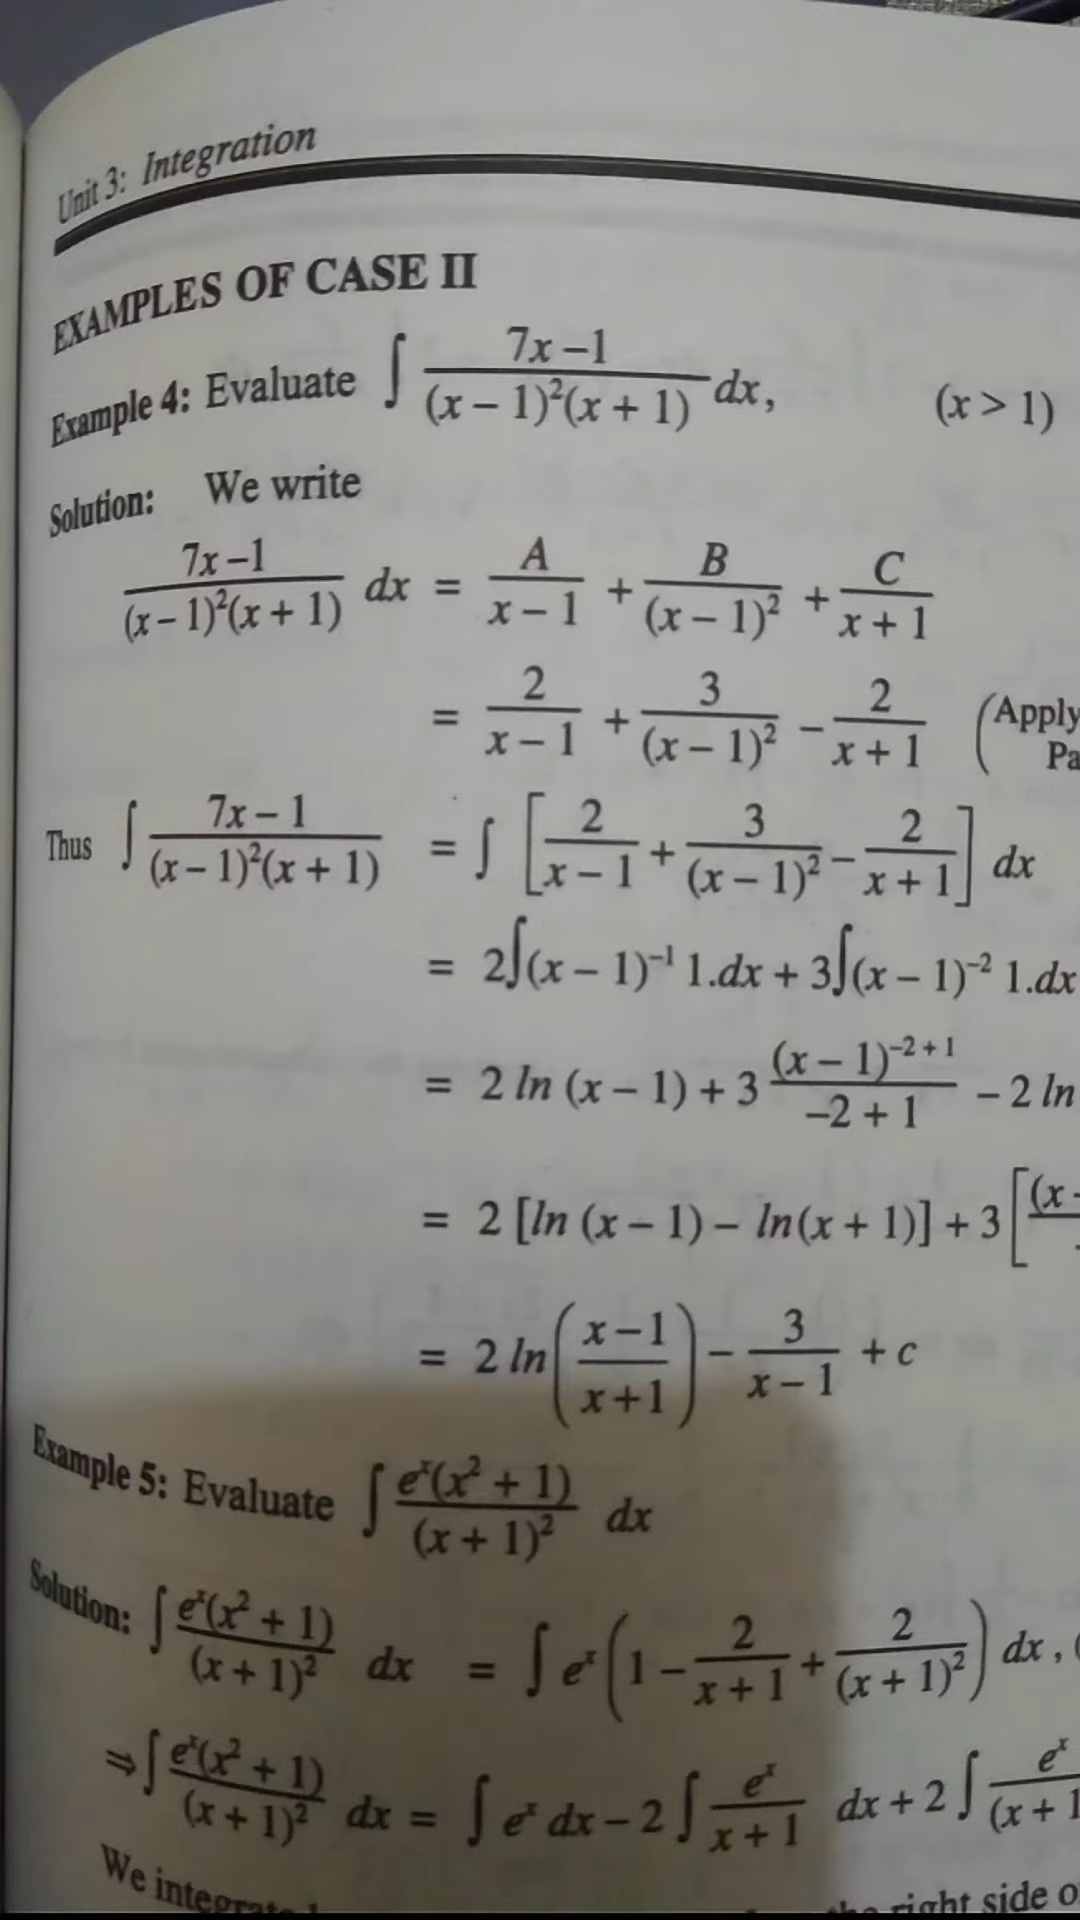 Unit 3: Integration
EXAMPLES OF CASE II
Example 4: Evaluate ∫ (7x – 1)/((x – 1)²(x + 1)) dx, (x > 1)
Solution: We write
(7x – 1)/((x – 1)²(x + 1)) dx = A/(x – 1) + B/(x – 1)² + C/(x + 1)
= 2/(x – 1) + 3/(x – 1)² – 2/(x + 1) (Apply
Pa
Thus ∫ (7x – 1)/((x – 1)²(x + 1)) = ∫ [2/(x – 1) + 3/(x – 1)² – 2/(x + 1)] dx
= 2∫(x – 1)⁻¹ 1.dx + 3∫(x – 1)⁻² 1.dx
= 2 ln (x – 1) + 3 (x – 1)⁻²⁺¹/(–2 + 1) – 2 ln
= 2 [ln (x – 1) – ln(x + 1)] + 3 [(x –
= 2 ln((x – 1)/(x + 1)) – 3/(x – 1) + c
Example 5: Evaluate ∫ eˣ(x² + 1)/(x + 1)² dx
Solution: ∫ eˣ(x² + 1)/(x + 1)² dx = ∫ eˣ(1 – 2/(x + 1) + 2/(x + 1)²) dx , (
⇒ ∫ eˣ(x² + 1)/(x + 1)² dx = ∫ eˣ dx – 2 ∫ eˣ/(x + 1) dx + 2 ∫ eˣ/(x + 1
We right side o